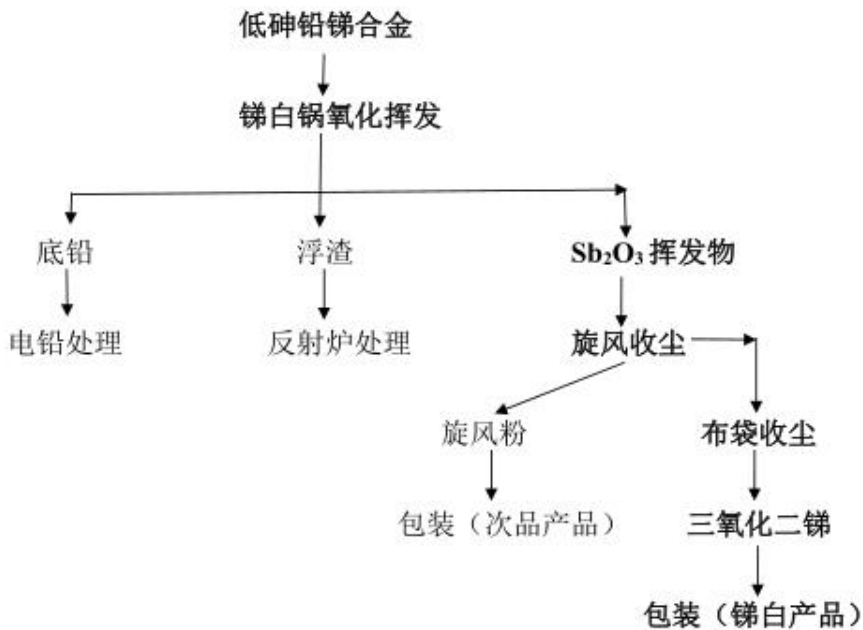 低砷铅锑合金
锑白锅氧化挥发
底铅
浮渣
Sb₂O₃ 挥发物
电铅处理
反射炉处理
旋风收尘
旋风粉
布袋收尘
包装（次品产品）
三氧化二锑
包装（锑白产品）